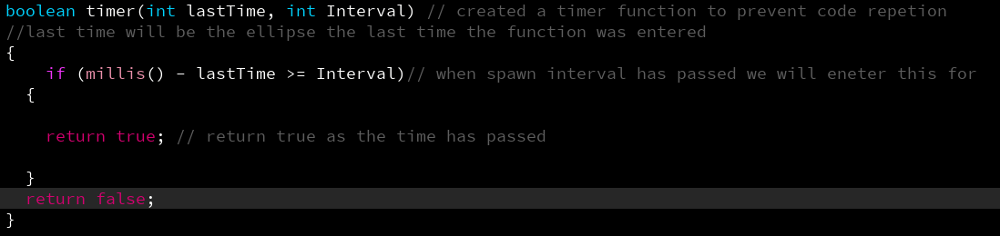 boolean timer(int lastTime, int Interval) // created a timer function to prevent code repetion
//last time will be the ellipse the last time the function was entered
{
if (millis() - lastTime >= Interval)// when spawn interval has passed we will eneter this for
{
return true; // return true as the time has passed
}
return false;
}